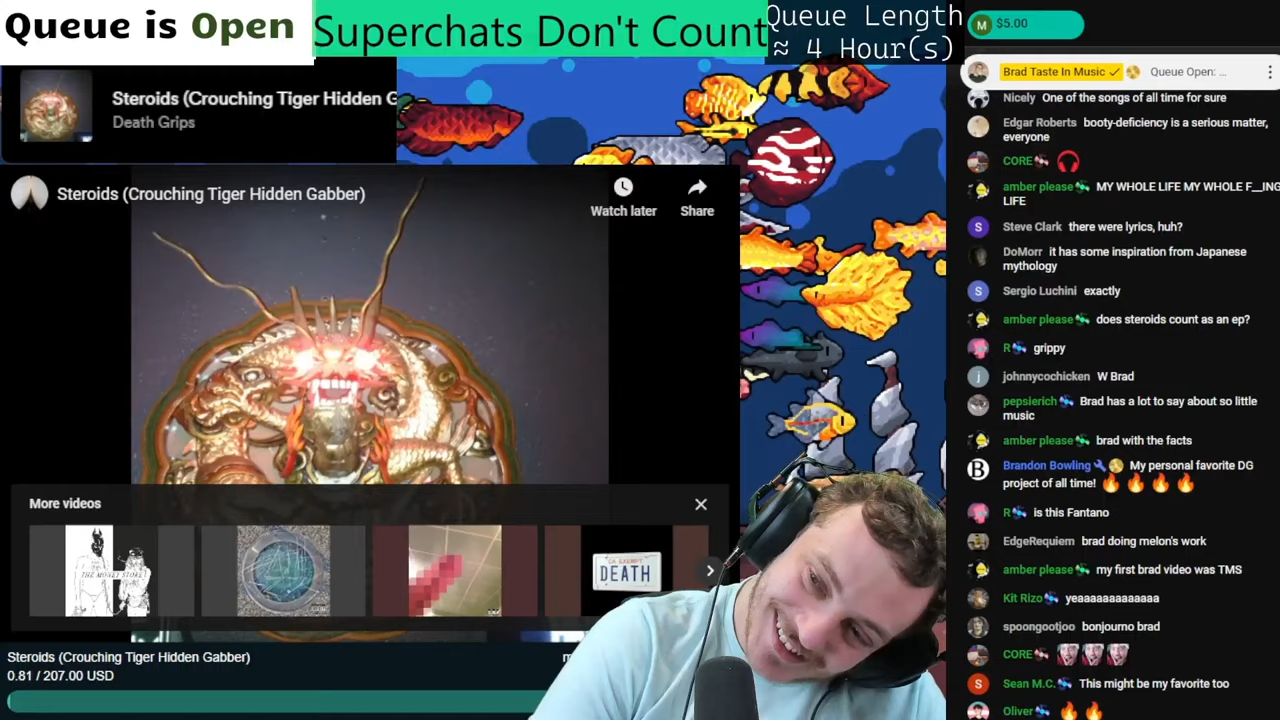 Queue is Open
Superchats Don't Count
Queue Length
≈ 4 Hour(s)
Steroids (Crouching Tiger Hidden G
Death Grips
Steroids (Crouching Tiger Hidden Gabber)
Watch later
Share
More videos
THE MONEY STORE
DEATH
Steroids (Crouching Tiger Hidden Gabber)
0.81 / 207.00 USD
M $5.00
Brad Taste In Music Queue Open: ...
Nicely One of the songs of all time for sure
Edgar Roberts booty-deficiency is a serious matter,
everyone
CORE
amber please MY WHOLE LIFE MY WHOLE F__ING
LIFE
S Steve Clark there were lyrics, huh?
DoMorr it has some inspiration from Japanese
mythology
S Sergio Luchini exactly
amber please does steroids count as an ep?
R grippy
j johnnycochicken W Brad
pepsierich Brad has a lot to say about so little
music
amber please brad with the facts
B Brandon Bowling My personal favorite DG
project of all time! 🔥 🔥 🔥 🔥
R is this Fantano
EdgeRequiem brad doing melon's work
amber please my first brad video was TMS
Kit Rizo yeaaaaaaaaaaaaa
spoongootjoo bonjourno brad
CORE
S Sean M.C. This might be my favorite too
Oliver 🔥 🔥